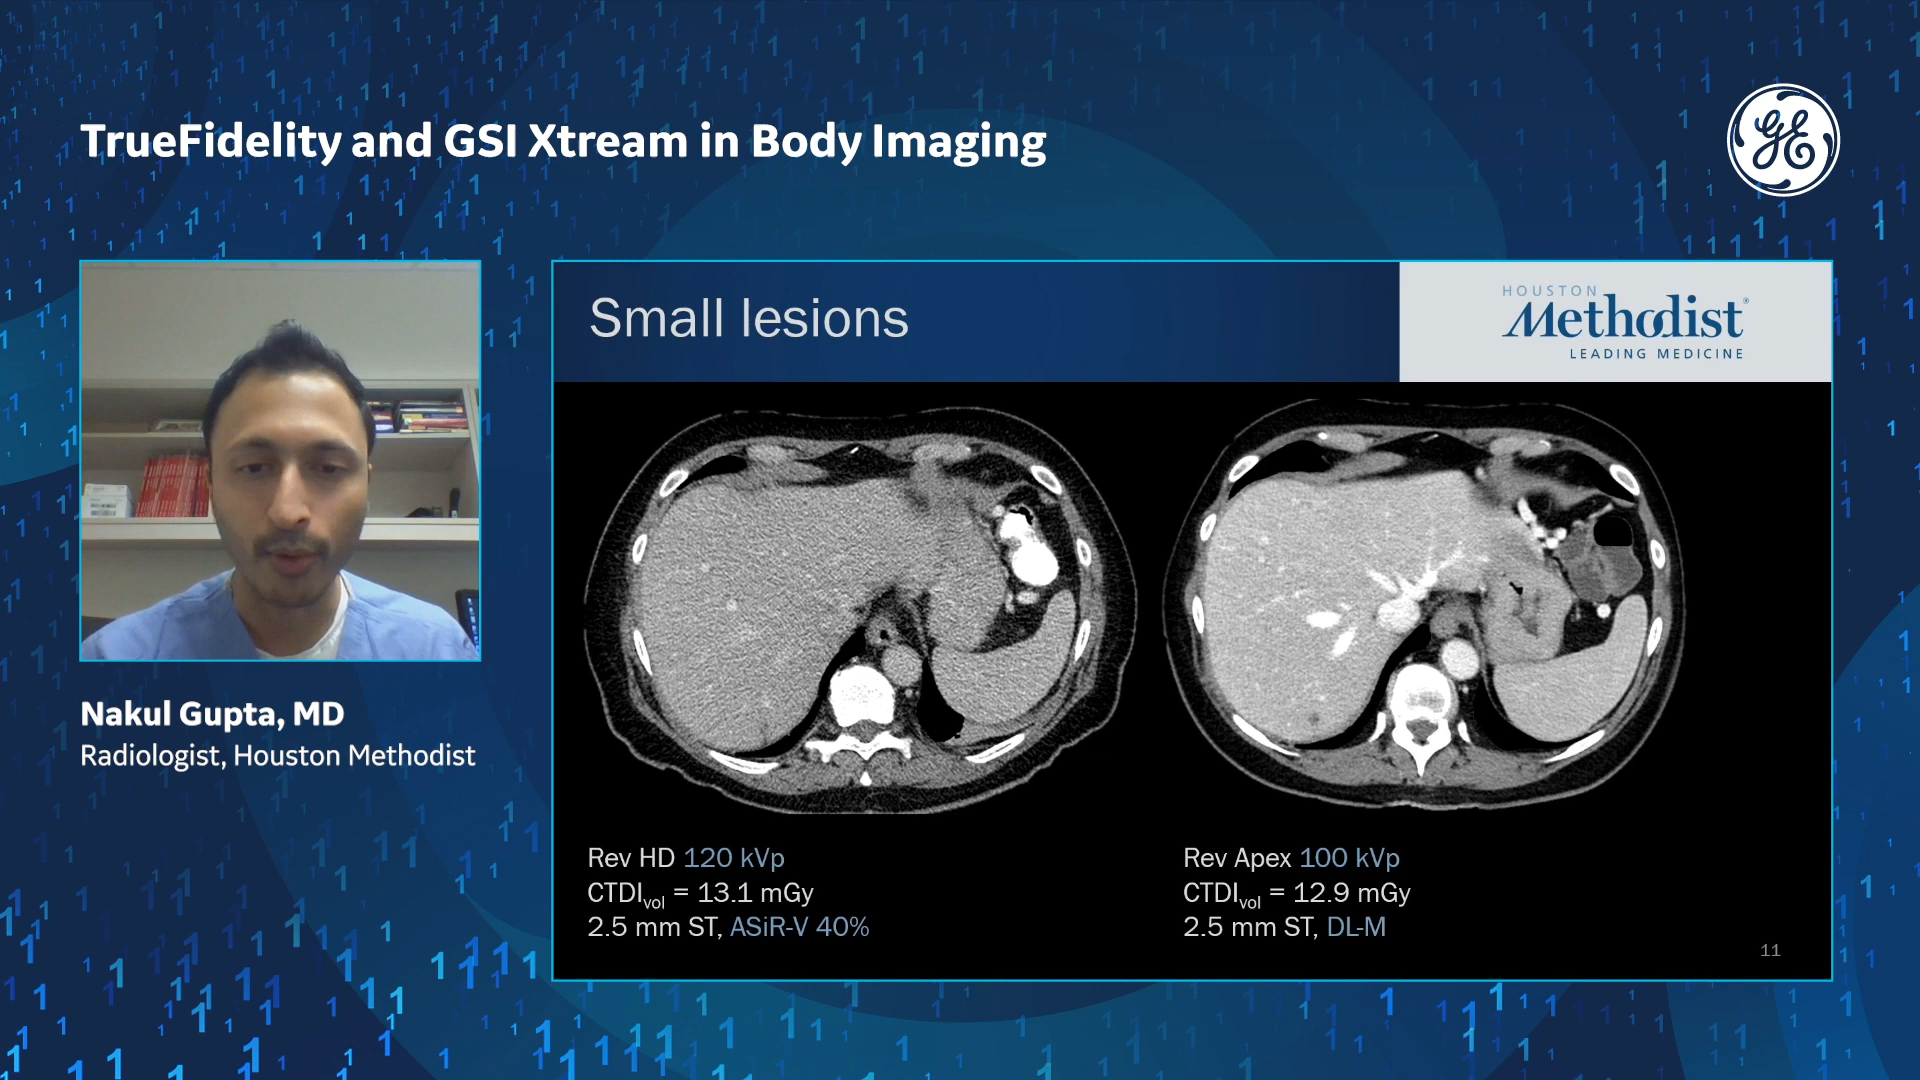 TrueFidelity and GSI Xtream in Body Imaging
GE
Small lesions
HOUSTON
Methodist®
LEADING MEDICINE
Nakul Gupta, MD
Radiologist, Houston Methodist
Rev HD 120 kVp
CTDIvol = 13.1 mGy
2.5 mm ST, ASiR-V 40%
Rev Apex 100 kVp
CTDIvol = 12.9 mGy
2.5 mm ST, DL-M
11